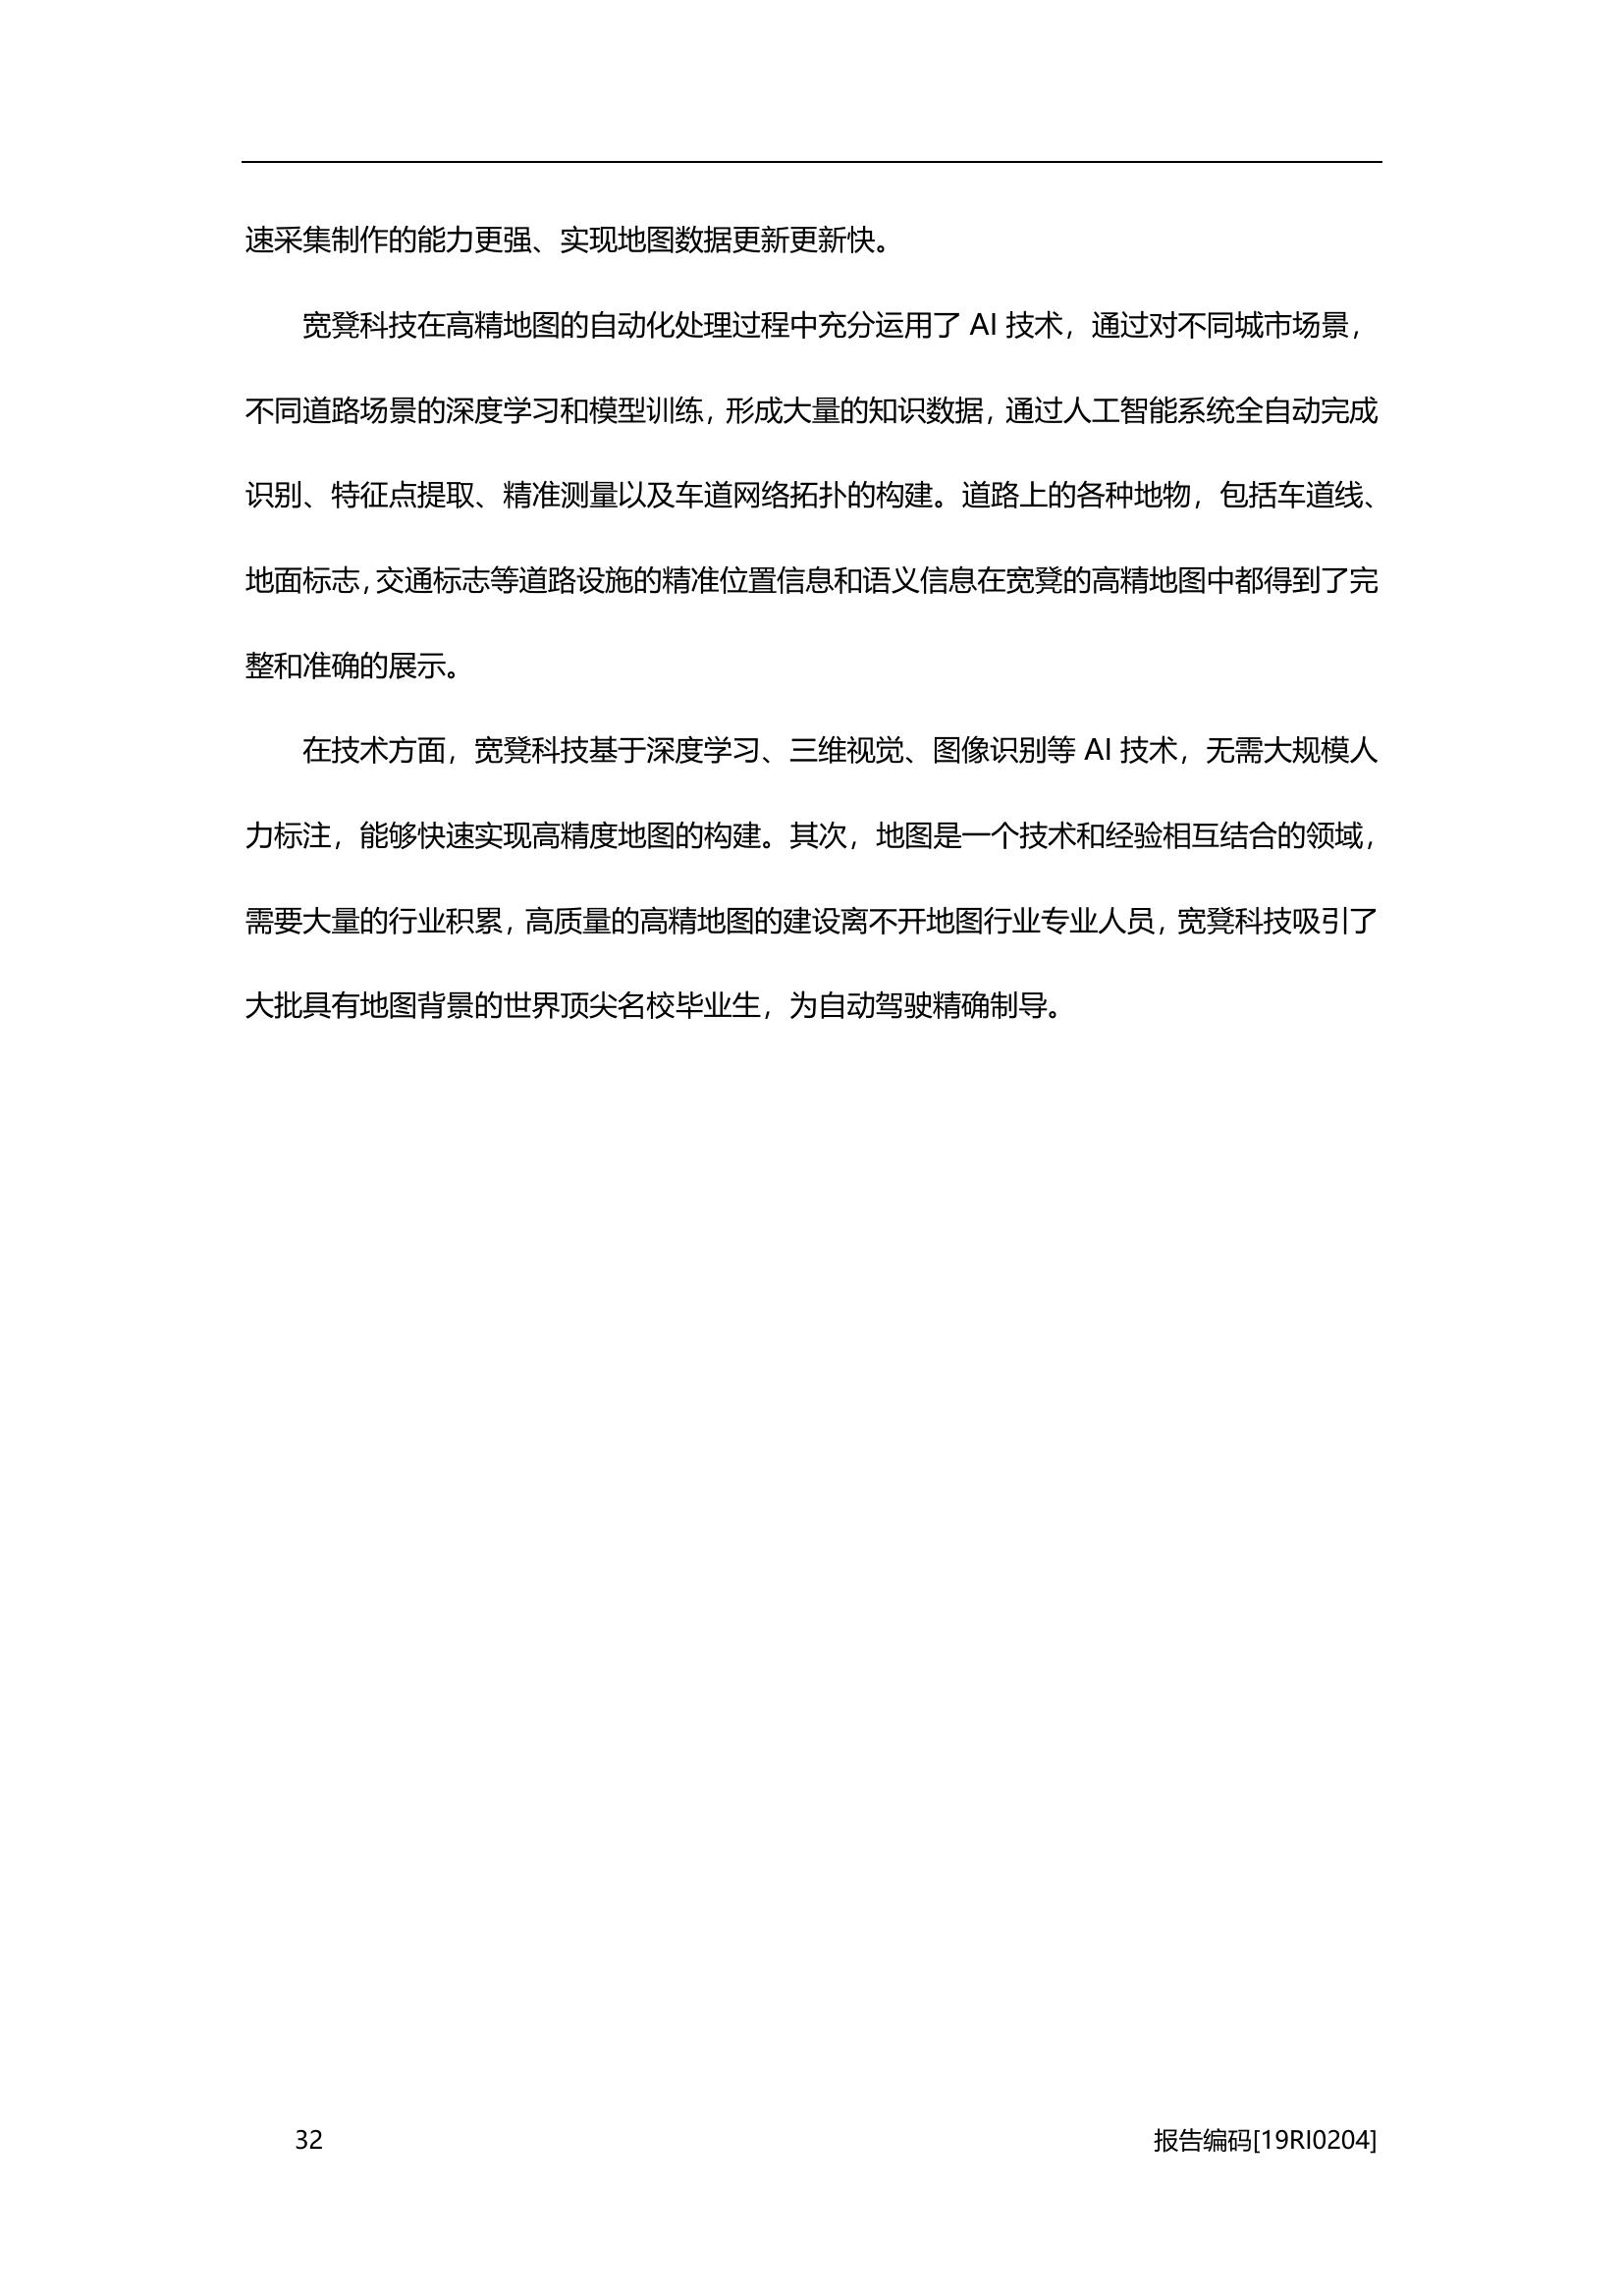 速采集制作的能力更强、实现地图数据更新更新快。
宽凳科技在高精地图的自动化处理过程中充分运用了 AI 技术，通过对不同城市场景，
不同道路场景的深度学习和模型训练，形成大量的知识数据，通过人工智能系统全自动完成
识别、特征点提取、精准测量以及车道网络拓扑的构建。道路上的各种地物，包括车道线、
地面标志，交通标志等道路设施的精准位置信息和语义信息在宽凳的高精地图中都得到了完
整和准确的展示。
在技术方面，宽凳科技基于深度学习、三维视觉、图像识别等 AI 技术，无需大规模人
力标注，能够快速实现高精度地图的构建。其次，地图是一个技术和经验相互结合的领域，
需要大量的行业积累，高质量的高精地图的建设离不开地图行业专业人员，宽凳科技吸引了
大批具有地图背景的世界顶尖名校毕业生，为自动驾驶精确制导。
32 报告编码[19RI0204]